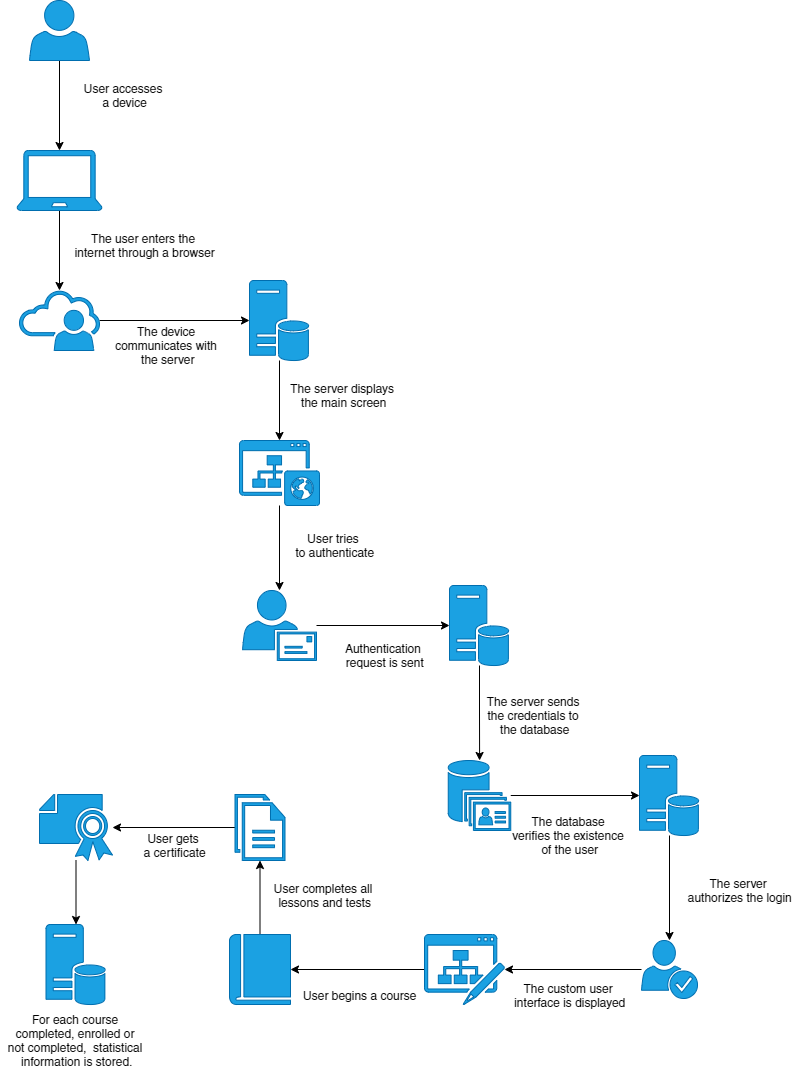 User accesses
a device
The user enters the
internet through a browser
The device
communicates with
the server
The server displays
the main screen
User tries
to authenticate
Authentication
request is sent
The server sends
the credentials to
the database
The database
verifies the existence
of the user
The server
authorizes the login
The custom user
interface is displayed
User begins a course
User completes all
lessons and tests
User gets
a certificate
For each course
completed, enrolled or
not completed, statistical
information is stored.